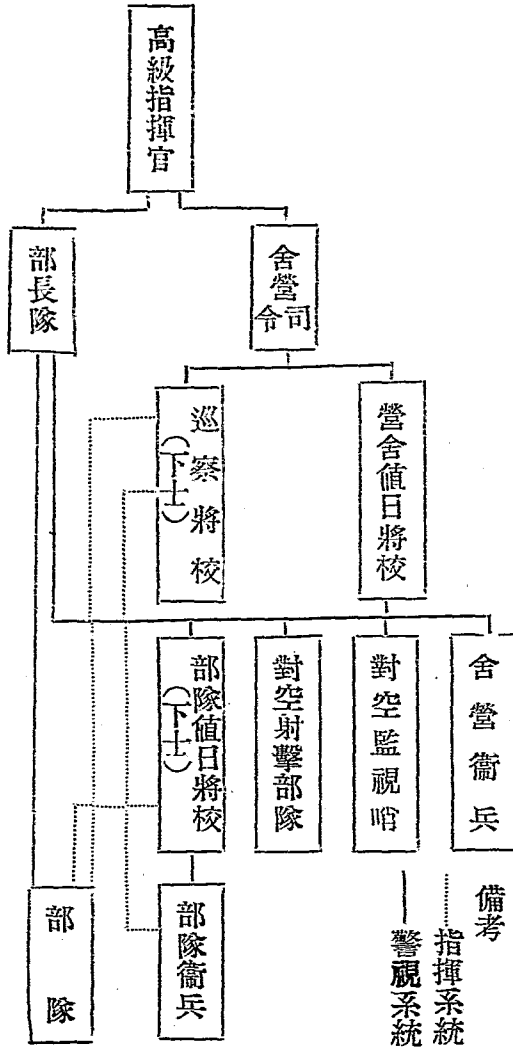 高級指揮官
舍營司令
部長隊
營舍値日將校
巡察將校
(下士)
舍營衞兵
對空監視哨
對空射擊部隊
部隊値日將校
(下士)
部隊衞兵
部隊
備考
指揮系統
警視系統